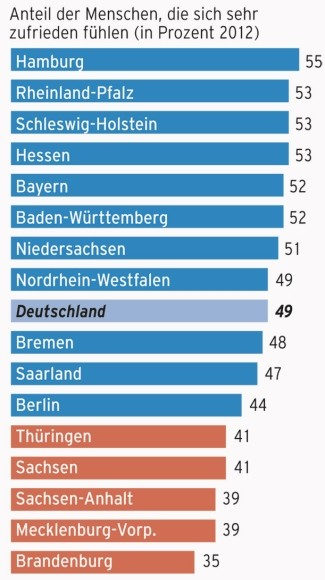 Anteil der Menschen, die sich sehr
zufrieden fühlen (in Prozent 2012)
Hamburg 55
Rheinland-Pfalz 53
Schleswig-Holstein 53
Hessen 53
Bayern 52
Baden-Württemberg 52
Niedersachsen 51
Nordrhein-Westfalen 49
Deutschland 49
Bremen 48
Saarland 47
Berlin 44
Thüringen 41
Sachsen 41
Sachsen-Anhalt 39
Mecklenburg-Vorp. 39
Brandenburg 35